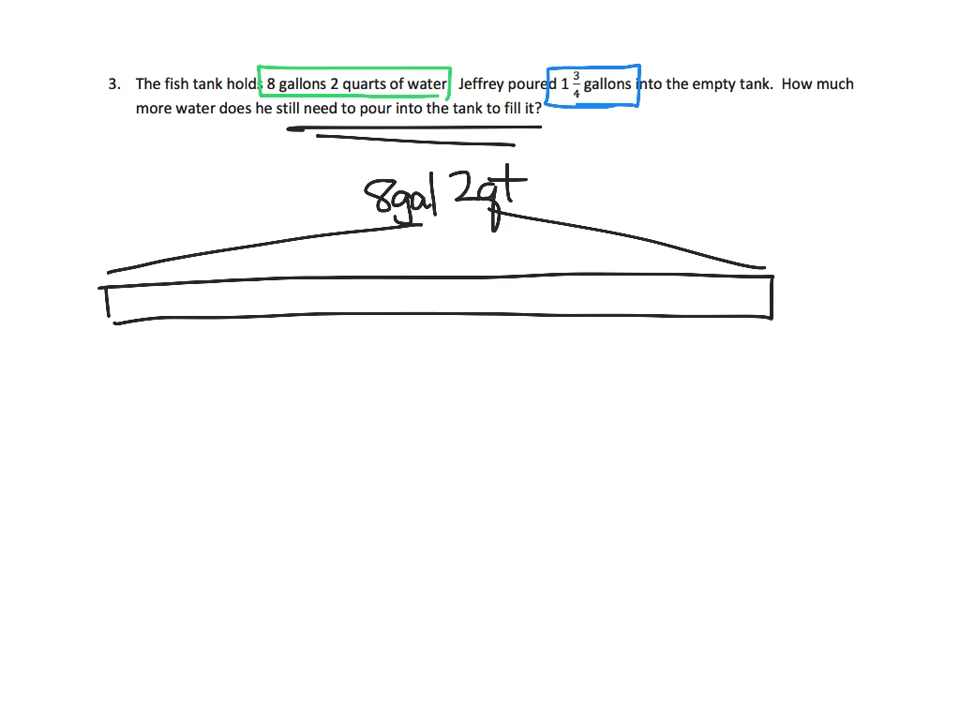 3. The fish tank holds 8 gallons 2 quarts of water. Jeffrey poured 1 3/4 gallons into the empty tank. How much
more water does he still need to pour into the tank to fill it?
8gal 2qt